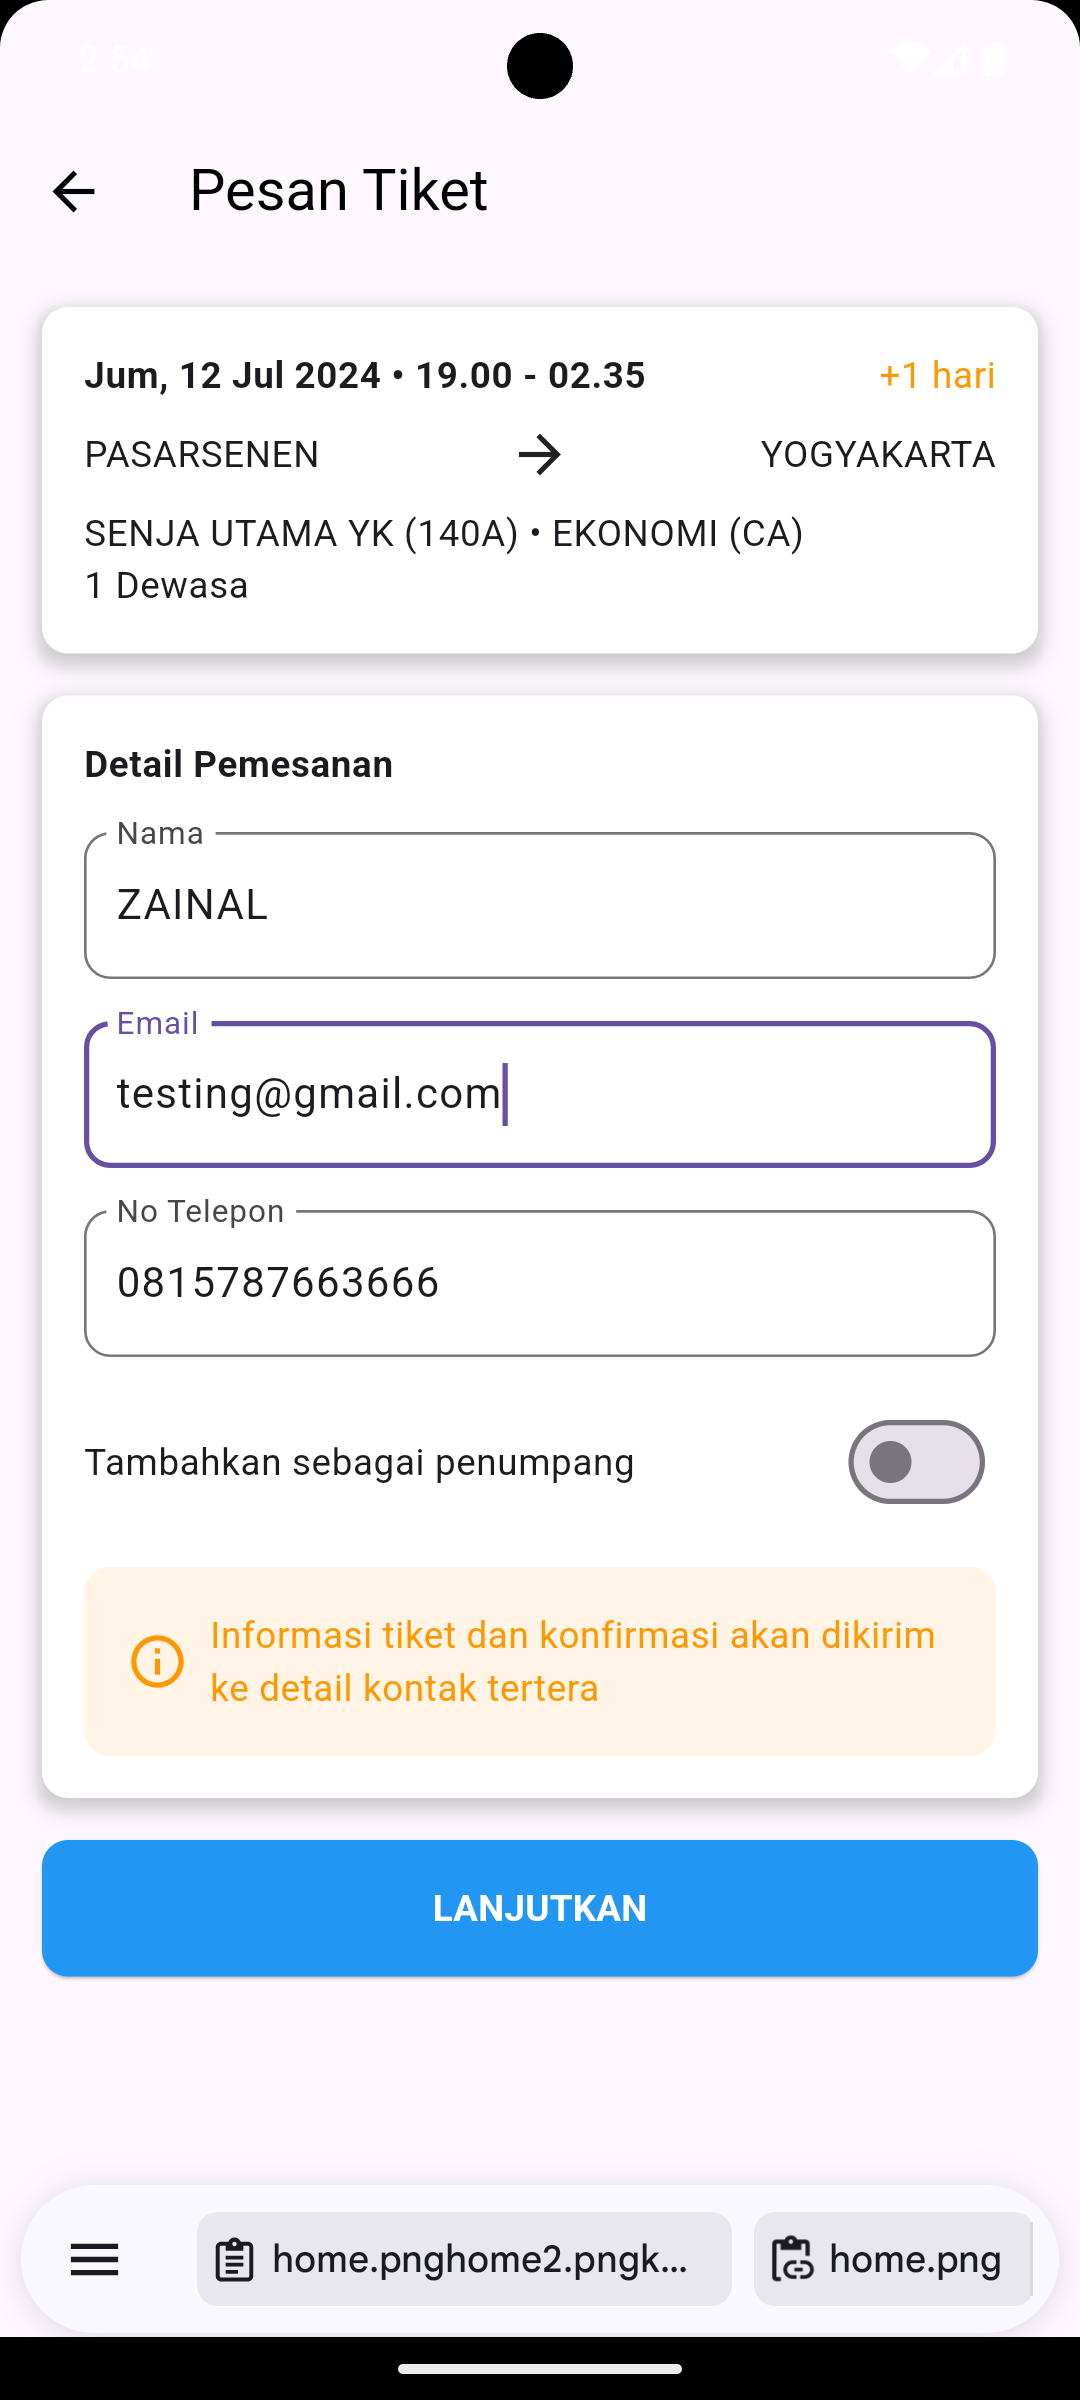 2:54
Pesan Tiket
Jum, 12 Jul 2024 • 19.00 - 02.35 +1 hari
PASARSENEN → YOGYAKARTA
SENJA UTAMA YK (140A) • EKONOMI (CA)
1 Dewasa
Detail Pemesanan
Nama
ZAINAL
Email
testing@gmail.com
No Telepon
0815787663666
Tambahkan sebagai penumpang
Informasi tiket dan konfirmasi akan dikirim
ke detail kontak tertera
LANJUTKAN
home.pnghome2.pngk... home.png